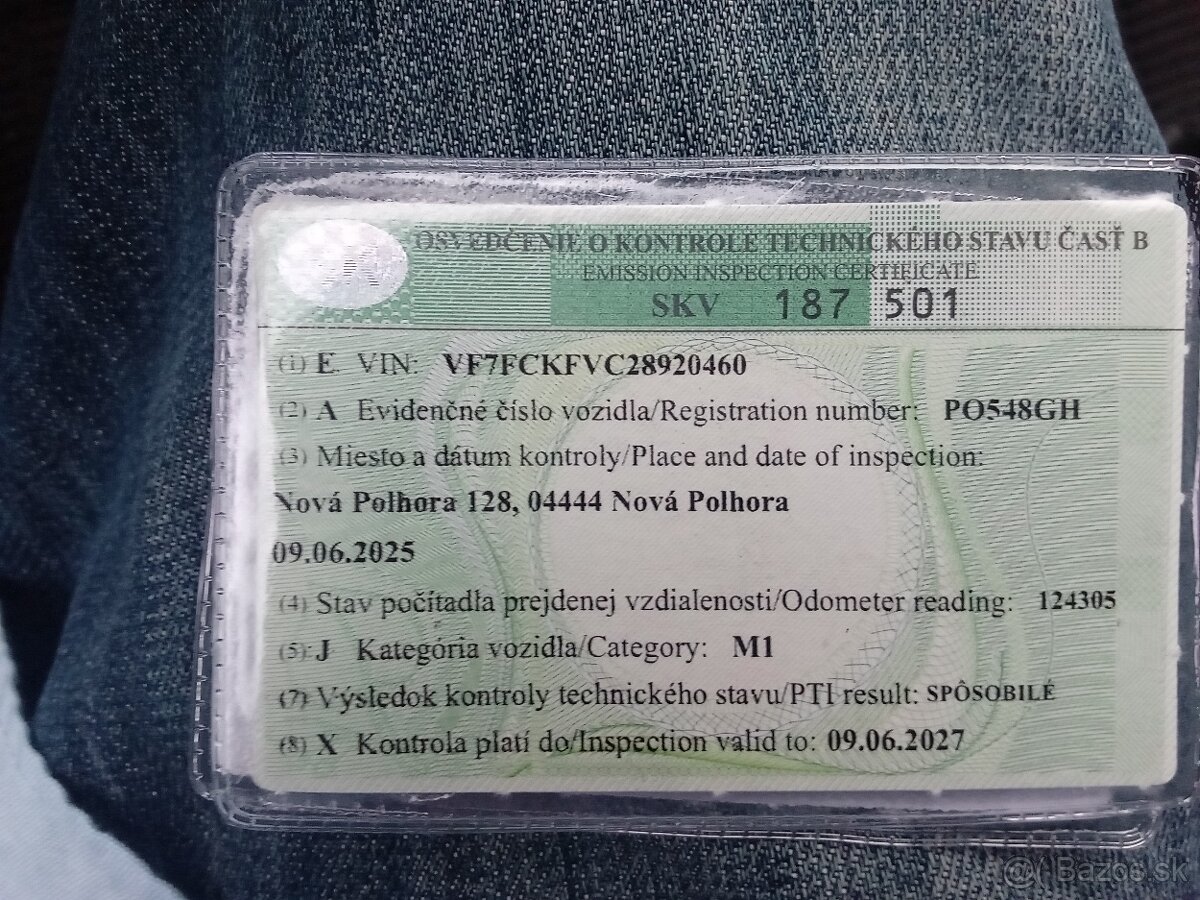 OSVEDČENIE O KONTROLE TECHNICKÉHO STAVU ČASŤ B
EMISSION INSPECTION CERTIFICATE
SKV 187 501
(1) E VIN: VF7FCKFVC28920460
(2) A Evidenčné číslo vozidla/Registration number: PO548GH
(3) Miesto a dátum kontroly/Place and date of inspection:
Nová Polhora 128, 04444 Nová Polhora
09.06.2025
(4) Stav počítadla prejdenej vzdialenosti/Odometer reading: 124305
(5) J Kategória vozidla/Category: M1
(7) Výsledok kontroly technického stavu/PTI result: SPÔSOBILÉ
(8) X Kontrola platí do/Inspection valid to: 09.06.2027
Bazos.sk